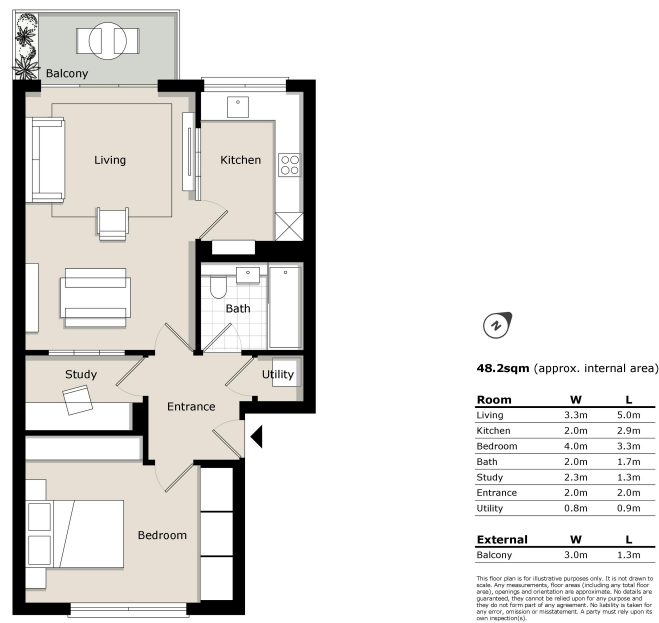 Balcony
Living
Kitchen
Bath
Study
Utility
Entrance
Bedroom
N
48.2sqm (approx. internal area)
Room W L
Living 3.3m 5.0m
Kitchen 2.0m 2.9m
Bedroom 4.0m 3.3m
Bath 2.0m 1.7m
Study 2.3m 1.3m
Entrance 2.0m 2.0m
Utility 0.8m 0.9m
External W L
Balcony 3.0m 1.3m
This floor plan is for illustrative purposes only. It is not drawn to
scale. Any measurements, floor areas (including any total floor
area), openings and orientation are approximate. No details are
guaranteed, they cannot be relied upon for any purpose and
they do not form part of any agreement. No liability is taken for
any error, omission or misstatement. A party must rely upon its
own inspection(s).